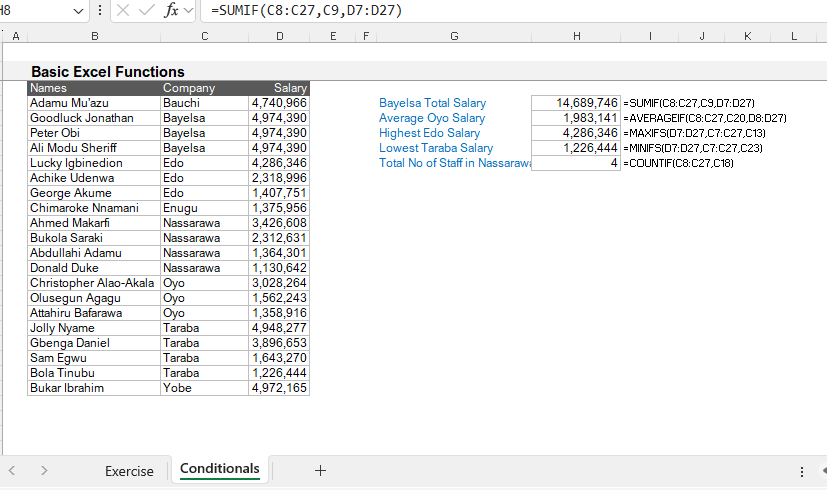 H8 fx =SUMIF(C8:C27,C9,D7:D27)
A B C D E F G H I J K L
Basic Excel Functions
Names Company Salary
Adamu Mu'azu Bauchi 4,740,966 Bayelsa Total Salary 14,689,746 =SUMIF(C8:C27,C9,D7:D27)
Goodluck Jonathan Bayelsa 4,974,390 Average Oyo Salary 1,983,141 =AVERAGEIF(C8:C27,C20,D8:D27)
Peter Obi Bayelsa 4,974,390 Highest Edo Salary 4,286,346 =MAXIFS(D7:D27,C7:C27,C13)
Ali Modu Sheriff Bayelsa 4,974,390 Lowest Taraba Salary 1,226,444 =MINIFS(D7:D27,C7:C27,C23)
Lucky Igbinedion Edo 4,286,346 Total No of Staff in Nassaraw 4 =COUNTIF(C8:C27,C18)
Achike Udenwa Edo 2,318,996
George Akume Edo 1,407,751
Chimaroke Nnamani Enugu 1,375,956
Ahmed Makarfi Nassarawa 3,426,608
Bukola Saraki Nassarawa 2,312,631
Abdullahi Adamu Nassarawa 1,364,301
Donald Duke Nassarawa 1,130,642
Christopher Alao-Akala Oyo 3,028,264
Olusegun Agagu Oyo 1,562,243
Attahiru Bafarawa Oyo 1,358,916
Jolly Nyame Taraba 4,948,277
Gbenga Daniel Taraba 3,896,653
Sam Egwu Taraba 1,643,270
Bola Tinubu Taraba 1,226,444
Bukar Ibrahim Yobe 4,972,165
Exercise Conditionals +